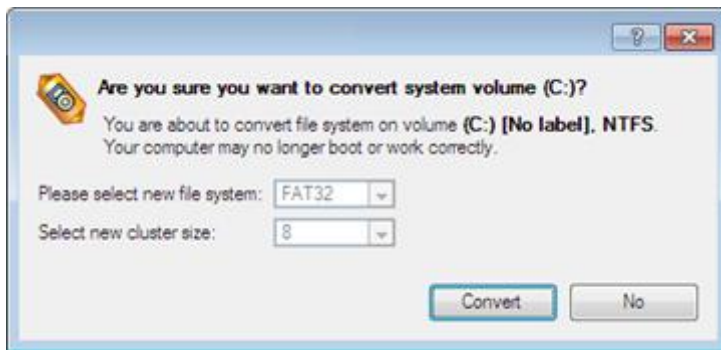 Are you sure you want to convert system volume (C:)?
You are about to convert file system on volume (C:) [No label], NTFS.
Your computer may no longer boot or work correctly.
Please select new file system: FAT32
Select new cluster size: 8
Convert No